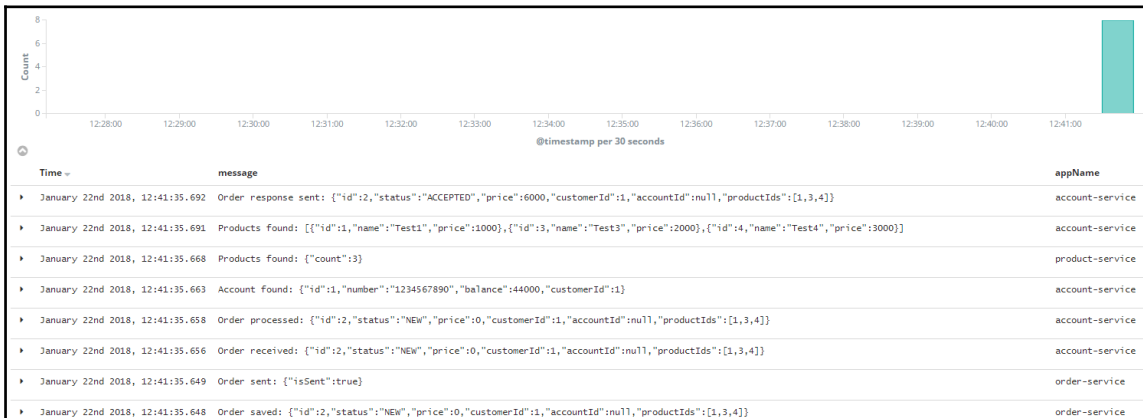 8
6
4
2
0
Count
12:28:00 12:29:00 12:30:00 12:31:00 12:32:00 12:33:00 12:34:00 12:35:00 12:36:00 12:37:00 12:38:00 12:39:00 12:40:00 12:41:00
@timestamp per 30 seconds
Time message appName
January 22nd 2018, 12:41:35.692 Order response sent: {"id":2,"status":"ACCEPTED","price":6000,"customerId":1,"accountId":null,"productIds":[1,3,4]} account-service
January 22nd 2018, 12:41:35.691 Products found: [{"id":1,"name":"Test1","price":1000},{"id":3,"name":"Test3","price":2000},{"id":4,"name":"Test4","price":3000}] account-service
January 22nd 2018, 12:41:35.668 Products found: {"count":3} product-service
January 22nd 2018, 12:41:35.663 Account found: {"id":1,"number":"1234567890","balance":44000,"customerId":1} account-service
January 22nd 2018, 12:41:35.658 Order processed: {"id":2,"status":"NEW","price":0,"customerId":1,"accountId":null,"productIds":[1,3,4]} account-service
January 22nd 2018, 12:41:35.656 Order received: {"id":2,"status":"NEW","price":0,"customerId":1,"accountId":null,"productIds":[1,3,4]} account-service
January 22nd 2018, 12:41:35.649 Order sent: {"isSent":true} order-service
January 22nd 2018, 12:41:35.648 Order saved: {"id":2,"status":"NEW","price":0,"customerId":1,"accountId":null,"productIds":[1,3,4]} order-service